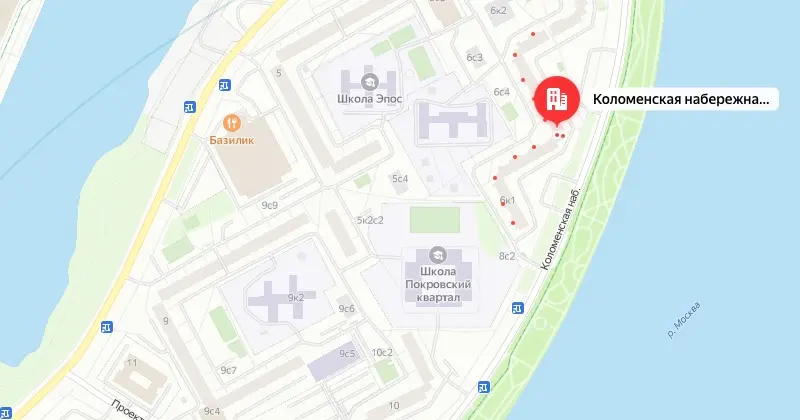 6к2
6с3
5
Школа Эпос
6с4
Коломенская набережна...
Базилик
5с4
6к1
9с9
5к2с2
8с2
Коломенская наб.
Школа
Покровский
квартал
9к2
9с6
р. Москва
9
9с5
10с2
11
9с7
Проект
9с4
10